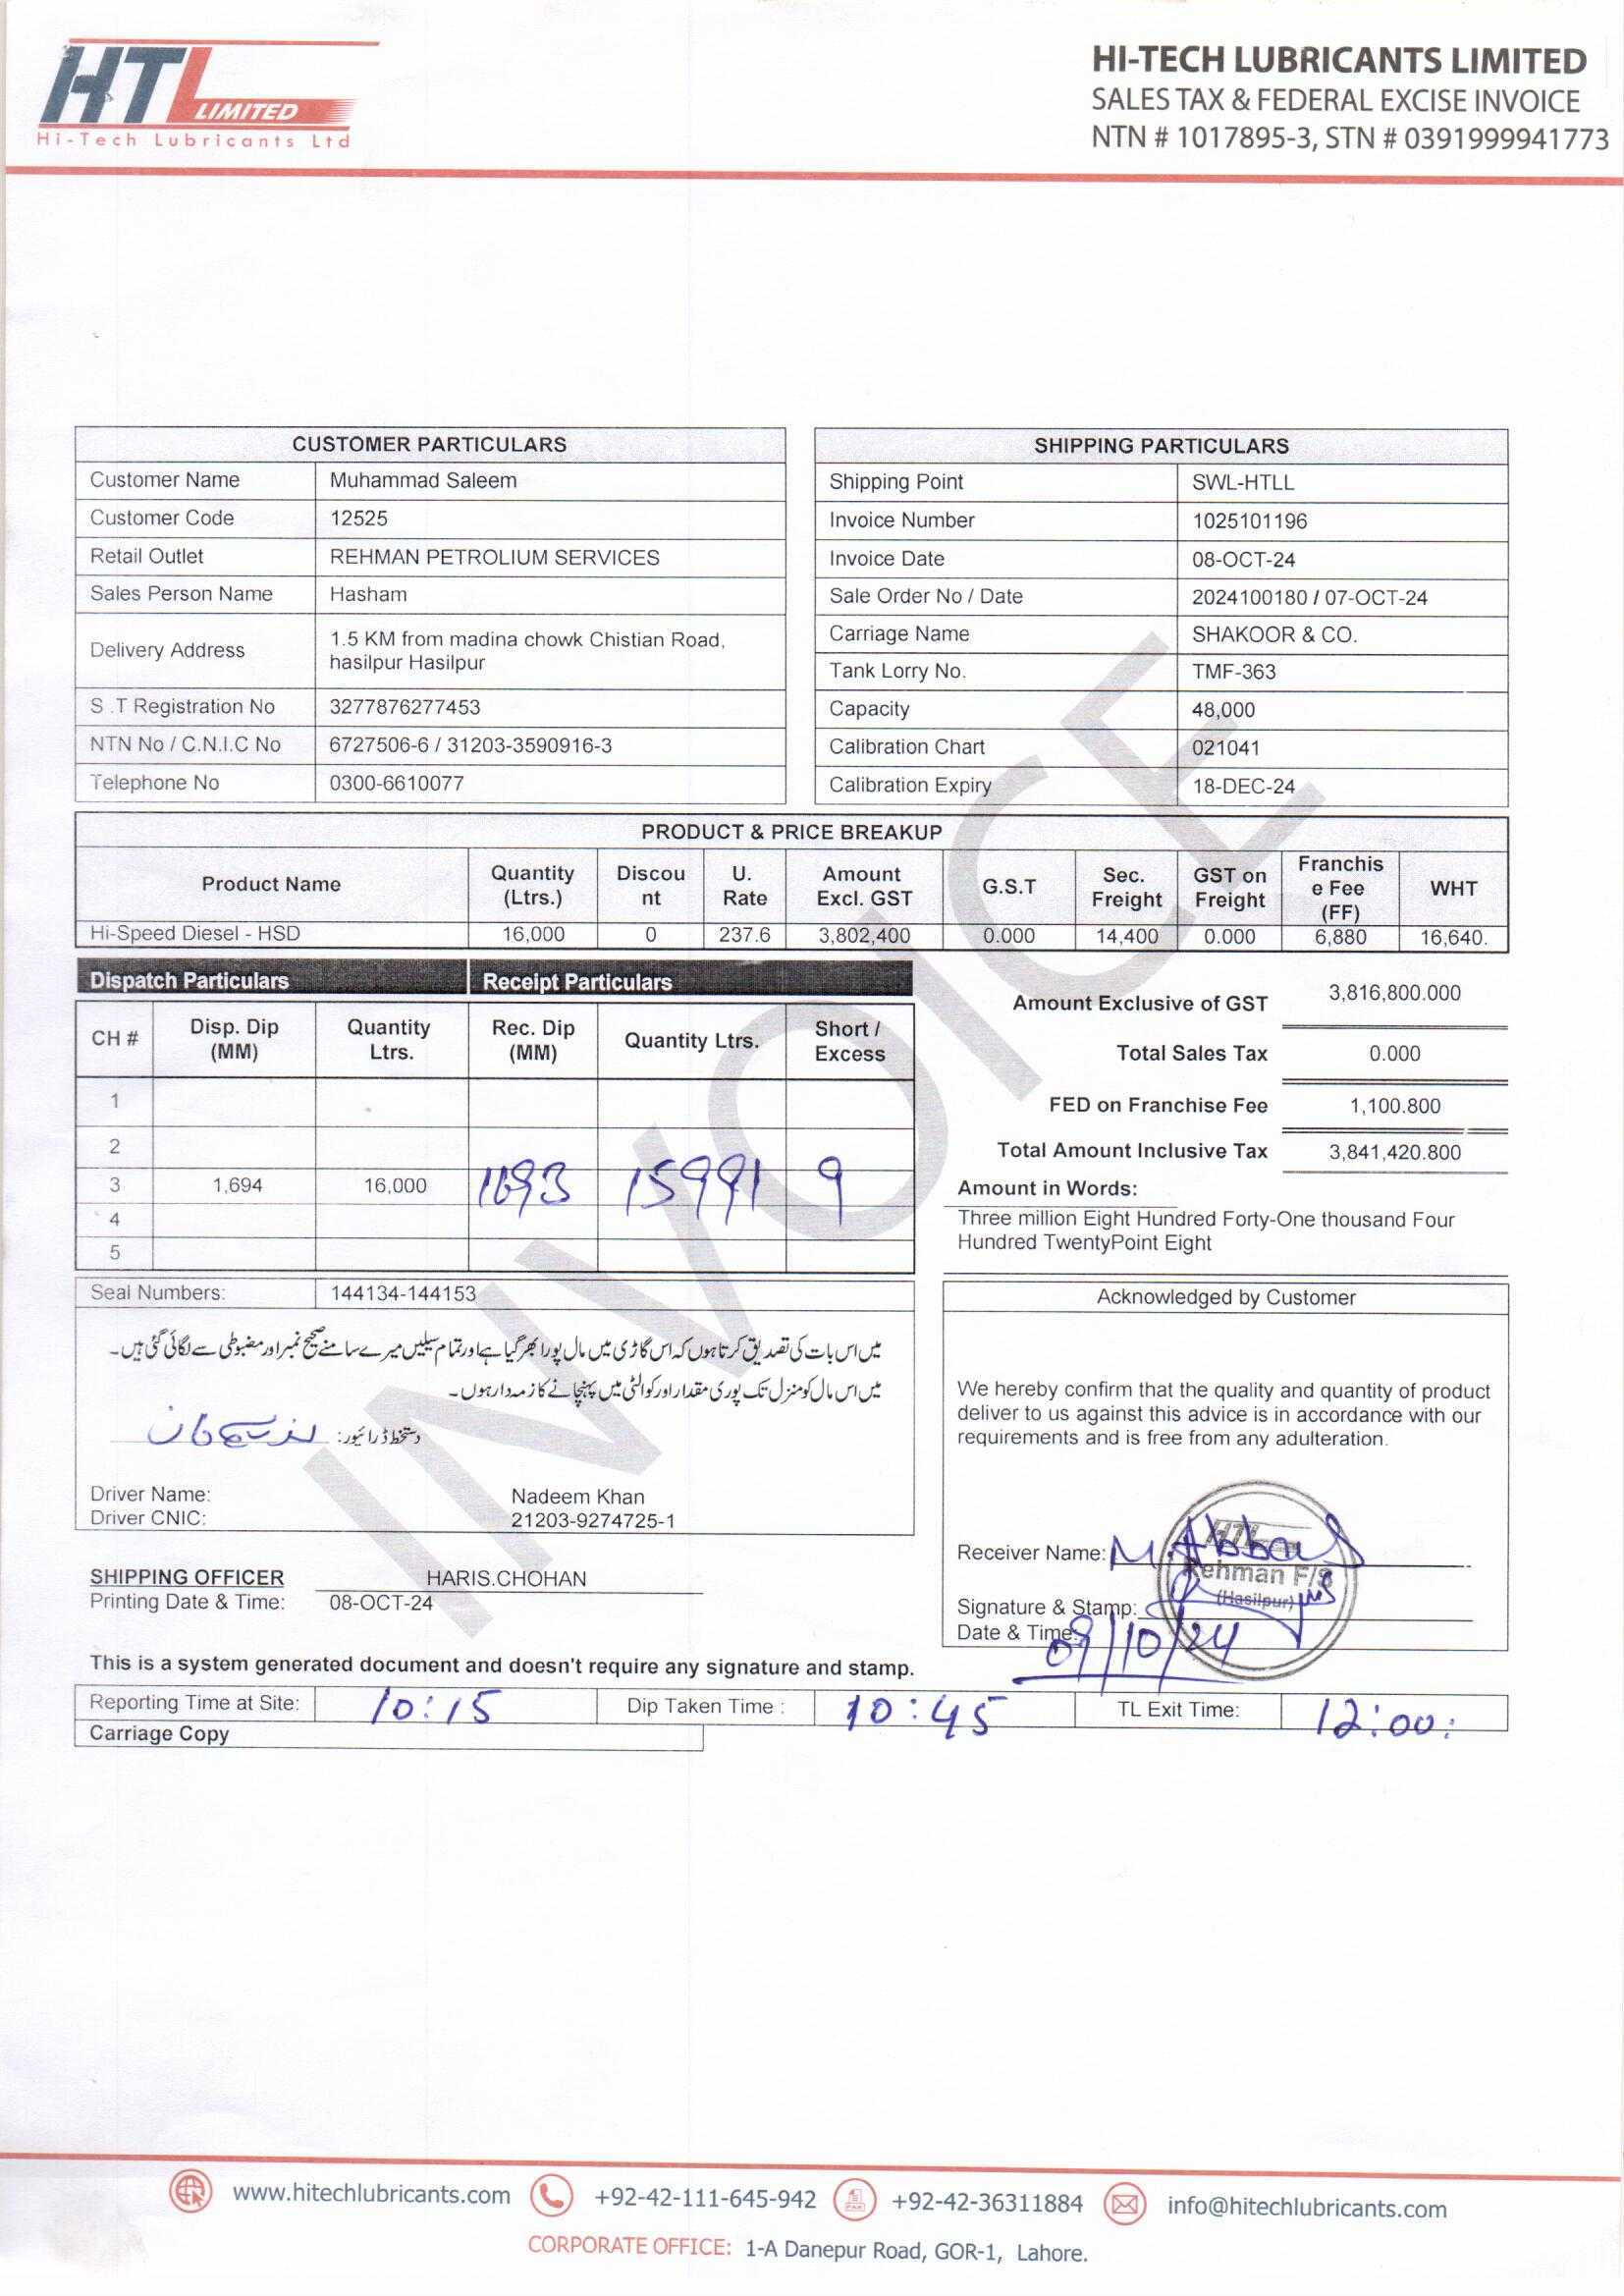 HTL LIMITED
Hi-Tech Lubricants Ltd
HI-TECH LUBRICANTS LIMITED
SALES TAX & FEDERAL EXCISE INVOICE
NTN # 1017895-3, STN # 0391999941773
CUSTOMER PARTICULARS
Customer Name Muhammad Saleem
Customer Code 12525
Retail Outlet REHMAN PETROLIUM SERVICES
Sales Person Name Hasham
Delivery Address 1.5 KM from madina chowk Chistian Road,
hasilpur Hasilpur
S .T Registration No 3277876277453
NTN No / C.N.I.C No 6727506-6 / 31203-3590916-3
Telephone No 0300-6610077
SHIPPING PARTICULARS
Shipping Point SWL-HTLL
Invoice Number 1025101196
Invoice Date 08-OCT-24
Sale Order No / Date 2024100180 / 07-OCT-24
Carriage Name SHAKOOR & CO.
Tank Lorry No. TMF-363
Capacity 48,000
Calibration Chart 021041
Calibration Expiry 18-DEC-24
INVOICE
PRODUCT & PRICE BREAKUP
Product Name Quantity (Ltrs.) Discount U. Rate Amount Excl. GST G.S.T Sec. Freight GST on Freight Franchise Fee (FF) WHT
Hi-Speed Diesel - HSD 16,000 0 237.6 3,802,400 0.000 14,400 0.000 6,880 16,640.
Dispatch Particulars Receipt Particulars
CH # Disp. Dip (MM) Quantity Ltrs. Rec. Dip (MM) Quantity Ltrs. Short / Excess
1
2
3 1,694 16,000 1693 15991 9
4
5
Amount Exclusive of GST 3,816,800.000
Total Sales Tax 0.000
FED on Franchise Fee 1,100.800
Total Amount Inclusive Tax 3,841,420.800
Amount in Words:
Three million Eight Hundred Forty-One thousand Four
Hundred TwentyPoint Eight
Seal Numbers: 144134-144153
میں اس بات کی تصدیق کرتا ہوں کہ اس گاڑی میں مال پورا بھر گیا ہے اور تمام سیلیں میرے سامنے صحیح نمبر اور مضبوطی سے لگائی گئی ہیں۔
میں اس مال کو منزل تک پوری مقدار اور کوالٹی میں پہنچانے کا زمہ دار ہوں۔
دستخط ڈرائیور:
Driver Name: Nadeem Khan
Driver CNIC: 21203-9274725-1
Acknowledged by Customer
We hereby confirm that the quality and quantity of product
deliver to us against this advice is in accordance with our
requirements and is free from any adulteration.
Receiver Name: M.Abbas
HTL
Rehman F/S
(Hasilpur)
Signature & Stamp:
Date & Time: 09/10/24
SHIPPING OFFICER HARIS.CHOHAN
Printing Date & Time: 08-OCT-24
This is a system generated document and doesn't require any signature and stamp.
Reporting Time at Site: 10:15 Dip Taken Time : 10:45 TL Exit Time: 12:00:
Carriage Copy
www.hitechlubricants.com +92-42-111-645-942 +92-42-36311884 info@hitechlubricants.com
CORPORATE OFFICE: 1-A Danepur Road, GOR-1, Lahore.